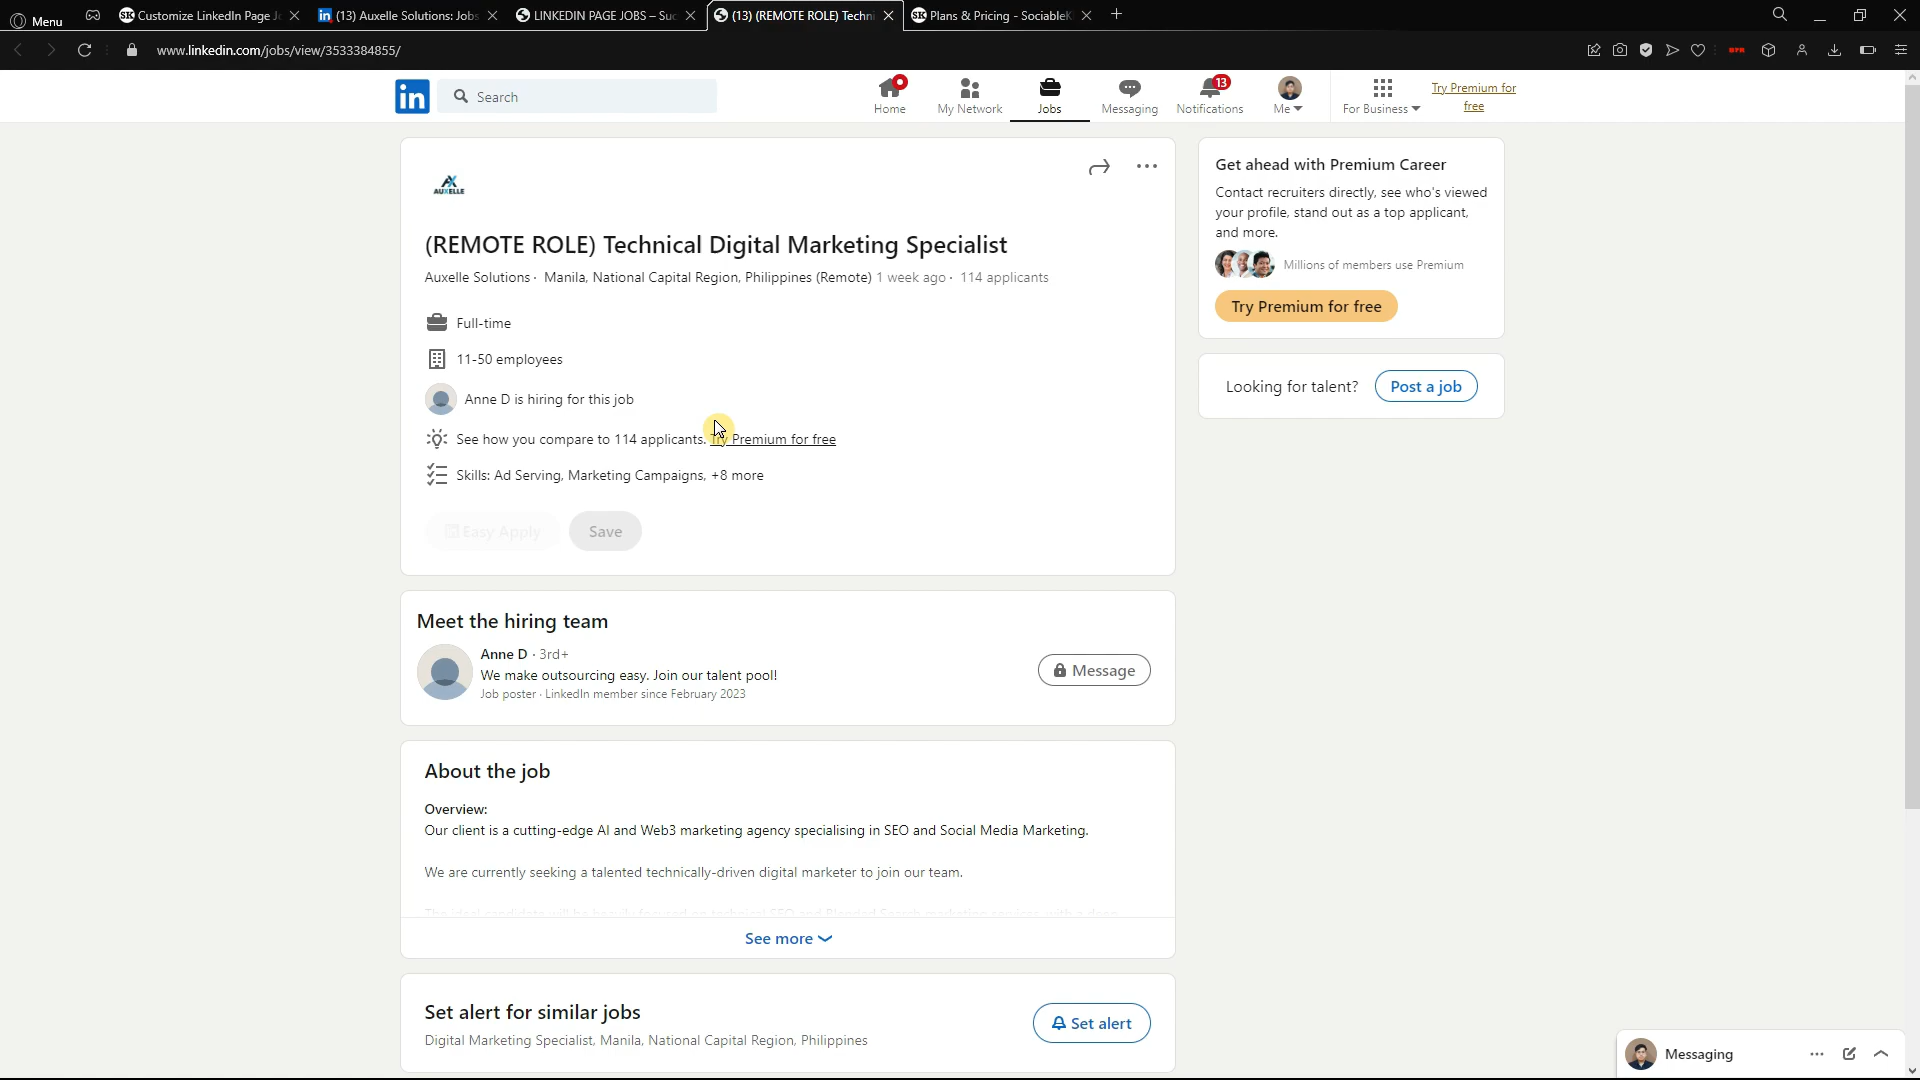 Menu
Customize LinkedIn Page J
(13) Auxelle Solutions: Jobs
LINKEDIN PAGE JOBS – Suc
(13) (REMOTE ROLE) Techni
Plans & Pricing - SociableK
www.linkedin.com/jobs/view/3533384855/
Search
Home
My Network
Jobs
Messaging
13
Notifications
Me
For Business
Try Premium for
free
AUXELLE
(REMOTE ROLE) Technical Digital Marketing Specialist
Auxelle Solutions · Manila, National Capital Region, Philippines (Remote) 1 week ago · 114 applicants
Full-time
11-50 employees
Anne D is hiring for this job
See how you compare to 114 applicants. Try Premium for free
Skills: Ad Serving, Marketing Campaigns, +8 more
Easy Apply
Save
Get ahead with Premium Career
Contact recruiters directly, see who's viewed
your profile, stand out as a top applicant,
and more.
Millions of members use Premium
Try Premium for free
Looking for talent?
Post a job
Meet the hiring team
Anne D · 3rd+
We make outsourcing easy. Join our talent pool!
Job poster · LinkedIn member since February 2023
Message
About the job
Overview:
Our client is a cutting-edge AI and Web3 marketing agency specialising in SEO and Social Media Marketing.
We are currently seeking a talented technically-driven digital marketer to join our team.
See more
Set alert for similar jobs
Digital Marketing Specialist, Manila, National Capital Region, Philippines
Set alert
Messaging